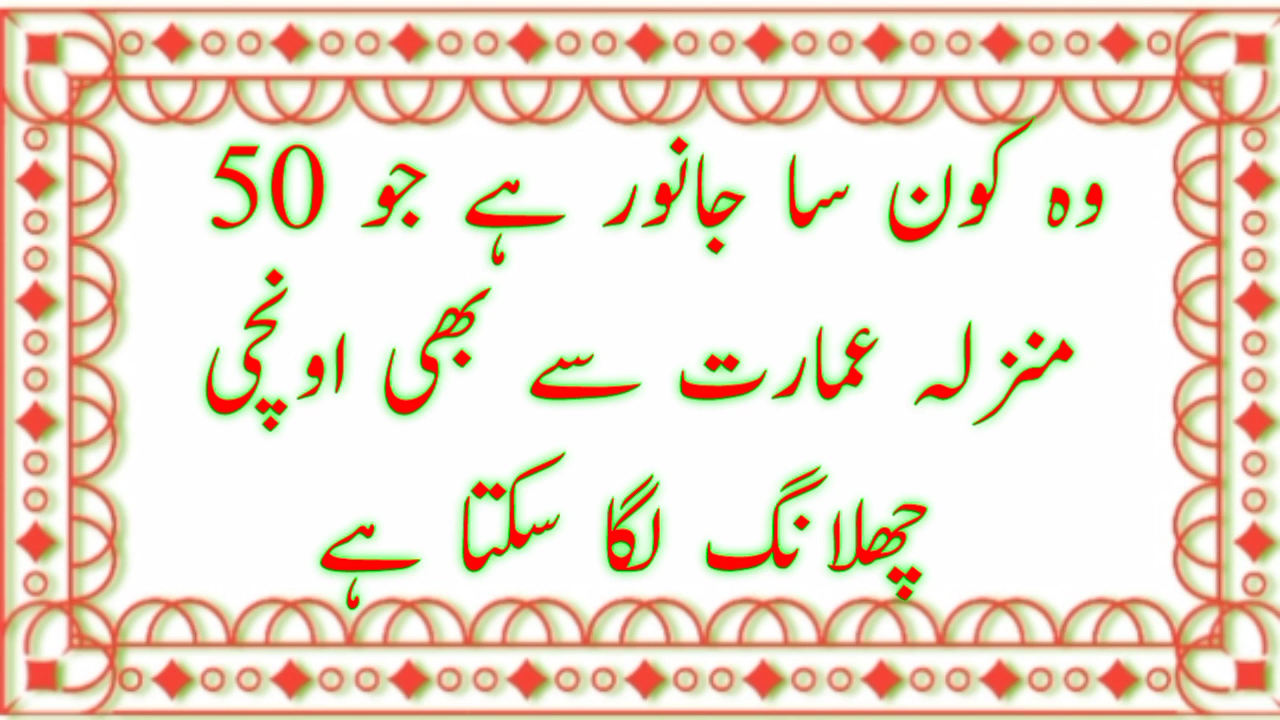 وہ کون سا جانور ہے جو 50
منزلہ عمارت سے بھی اونچی
چھلانگ لگا سکتا ہے